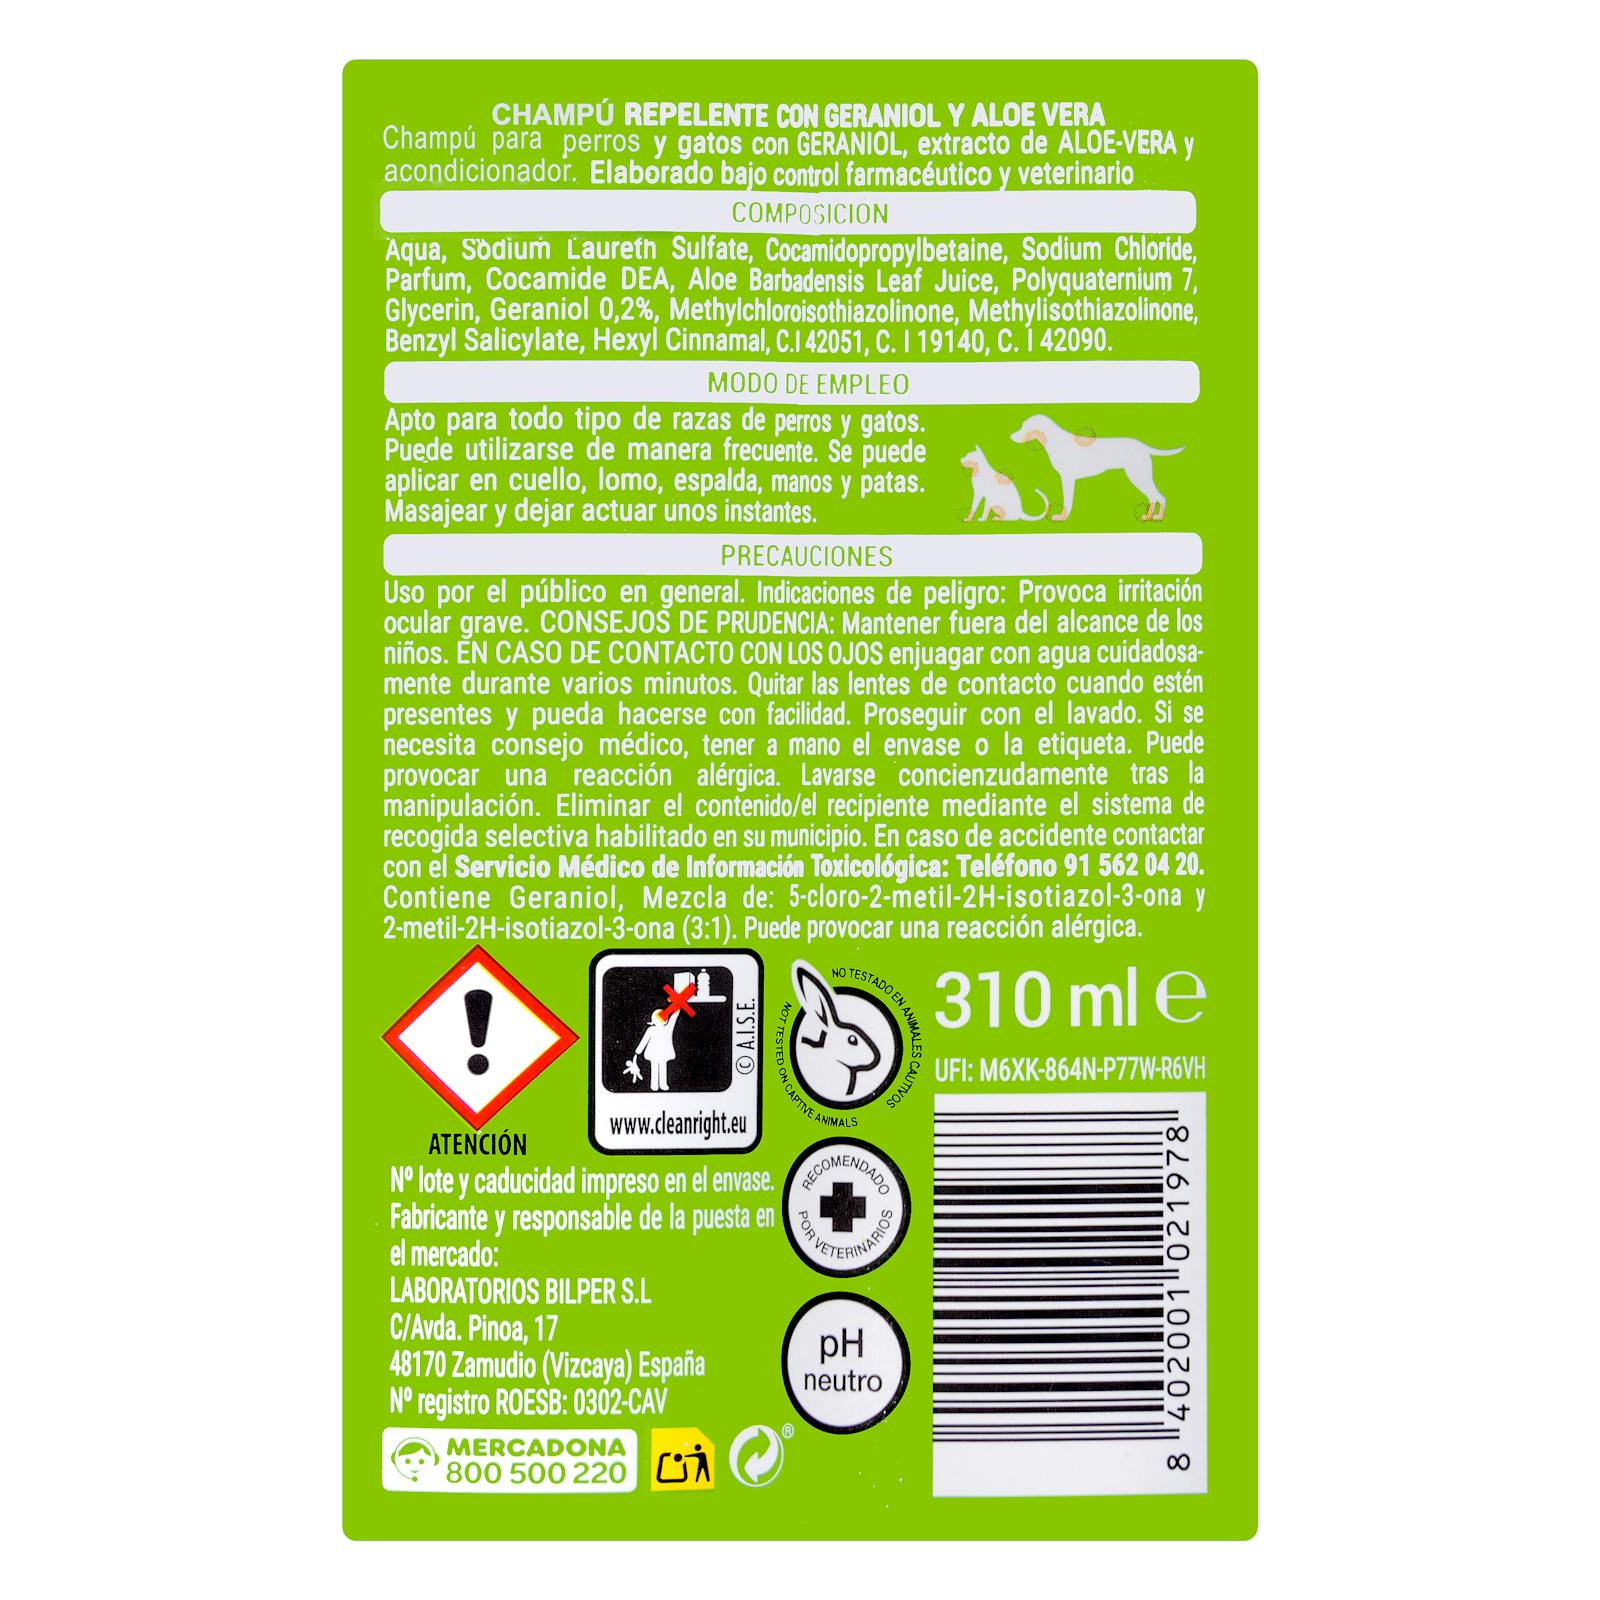 CHAMPÚ REPELENTE CON GERANIOL Y ALOE VERA
Champú para perros y gatos con GERANIOL, extracto de ALOE-VERA y
acondicionador. Elaborado bajo control farmacéutico y veterinario
COMPOSICIÓN
Aqua, Sodium Laureth Sulfate, Cocamidopropylbetaine, Sodium Chloride,
Parfum, Cocamide DEA, Aloe Barbadensis Leaf Juice, Polyquaternium 7,
Glycerin, Geraniol 0,2%, Methylchloroisothiazolinone, Methylisothiazolinone,
Benzyl Salicylate, Hexyl Cinnamal, C.I 42051, C. I 19140, C. I 42090.
MODO DE EMPLEO
Apto para todo tipo de razas de perros y gatos.
Puede utilizarse de manera frecuente. Se puede
aplicar en cuello, lomo, espalda, manos y patas.
Masajear y dejar actuar unos instantes.
PRECAUCIONES
Uso por el público en general. Indicaciones de peligro: Provoca irritación
ocular grave. CONSEJOS DE PRUDENCIA: Mantener fuera del alcance de los
niños. EN CASO DE CONTACTO CON LOS OJOS enjuagar con agua cuidadosa-
mente durante varios minutos. Quitar las lentes de contacto cuando estén
presentes y pueda hacerse con facilidad. Proseguir con el lavado. Si se
necesita consejo médico, tener a mano el envase o la etiqueta. Puede
provocar una reacción alérgica. Lavarse concienzudamente tras la
manipulación. Eliminar el contenido/el recipiente mediante el sistema de
recogida selectiva habilitado en su municipio. En caso de accidente contactar
con el Servicio Médico de Información Toxicológica: Teléfono 91 562 04 20.
Contiene Geraniol, Mezcla de: 5-cloro-2-metil-2H-isotiazol-3-ona y
2-metil-2H-isotiazol-3-ona (3:1). Puede provocar una reacción alérgica.
ATENCIÓN
© A.I.S.E.
www.cleanright.eu
NO TESTADO EN ANIMALES CAUTIVOS
NOT TESTED ON CAPTIVE ANIMALS
310 ml e
UFI: M6XK-864N-P77W-R6VH
Nº lote y caducidad impreso en el envase.
Fabricante y responsable de la puesta en
el mercado:
LABORATORIOS BILPER S.L
C/Avda. Pinoa, 17
48170 Zamudio (Vizcaya) España
Nº registro ROESB: 0302-CAV
RECOMENDADO
POR VETERINARIOS
pH
neutro
8 402001 021978
MERCADONA
800 500 220
®